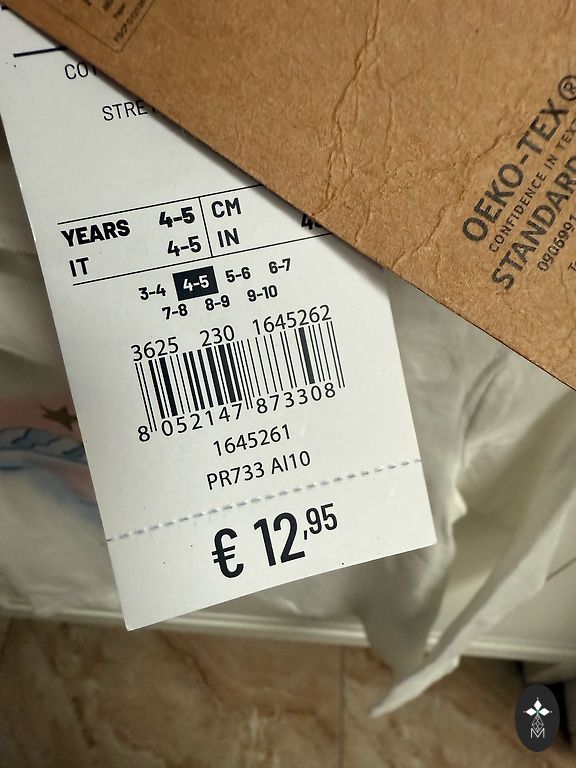 STRE
YEARS 4-5 CM
IT 4-5 IN
3-4 4-5 5-6 6-7
7-8 8-9 9-10
3625 230 1645262
8 052147 873308
1645261
PR733 AI10
€ 12,95
OEKO-TEX®
CONFIDENCE IN TEX
STANDARD
0906991
M